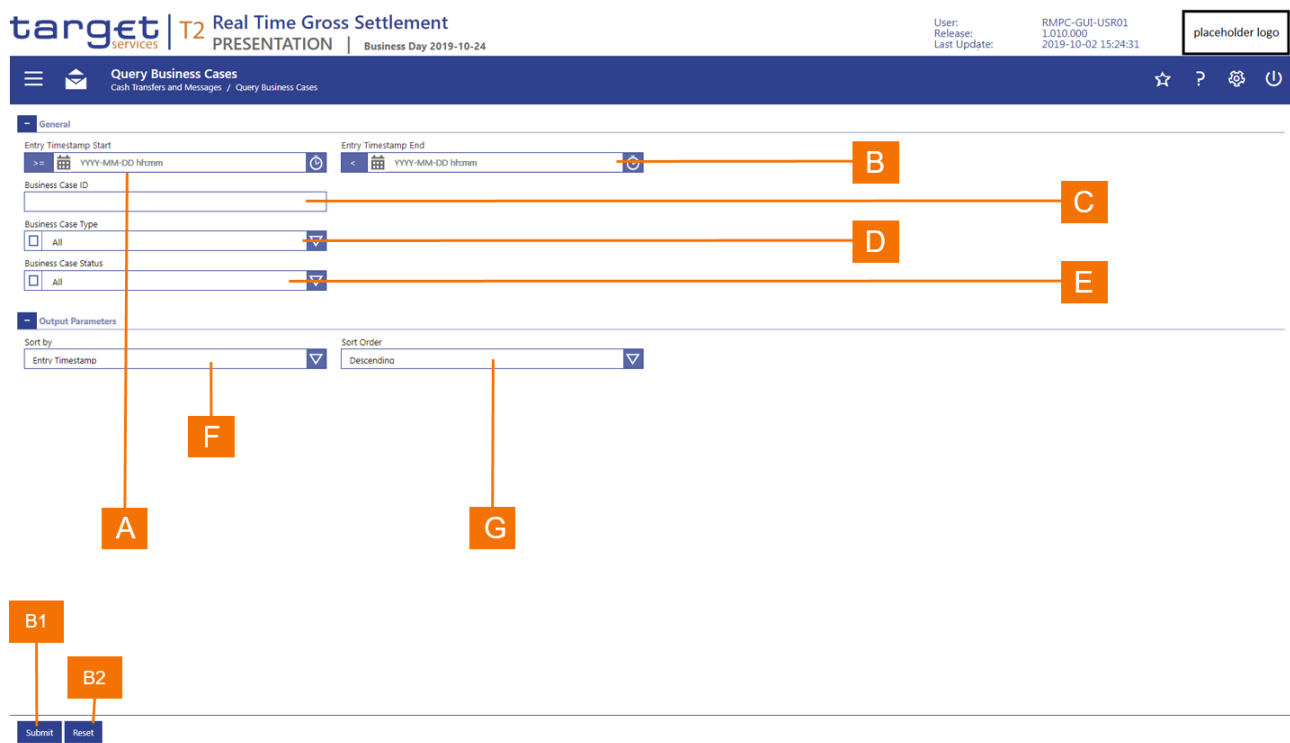 target services T2 Real Time Gross Settlement
PRESENTATION | Business Day 2019-10-24
User: RMPC-GUI-USR01
Release: 1.010.000
Last Update: 2019-10-02 15:24:31
placeholder logo
Query Business Cases
Cash Transfers and Messages / Query Business Cases
?
− General
Entry Timestamp Start
Entry Timestamp End
>= YYYY-MM-DD hh:mm
< YYYY-MM-DD hh:mm
B
Business Case ID
C
Business Case Type
All
D
Business Case Status
All
E
− Output Parameters
Sort by
Sort Order
Entry Timestamp
Descending
F
A
G
B1
B2
Submit
Reset